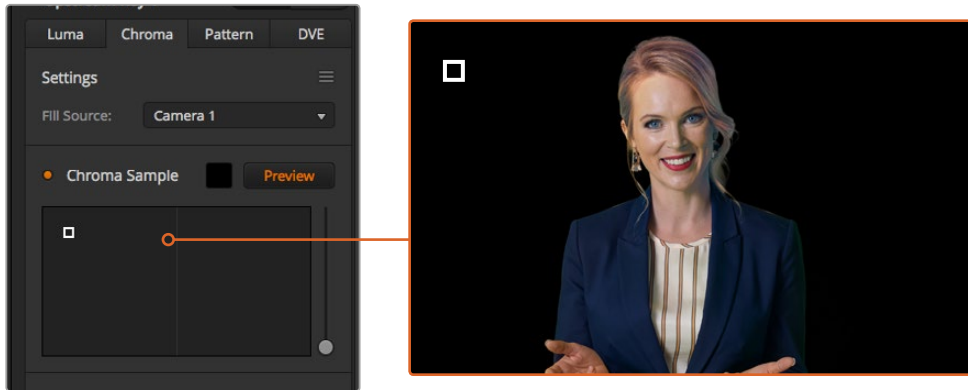 Luma Chroma Pattern DVE
Settings
Fill Source: Camera 1
Chroma Sample Preview